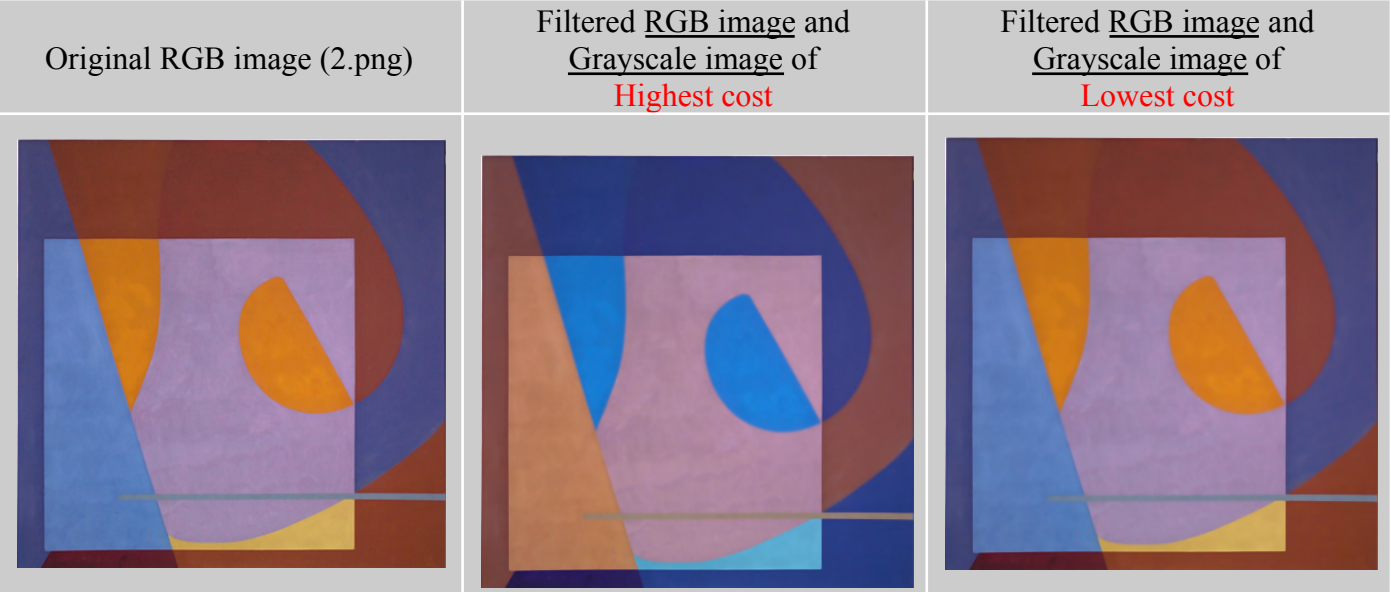 Original RGB image (2.png)
Filtered RGB image and
Grayscale image of
Highest cost
Filtered RGB image and
Grayscale image of
Lowest cost